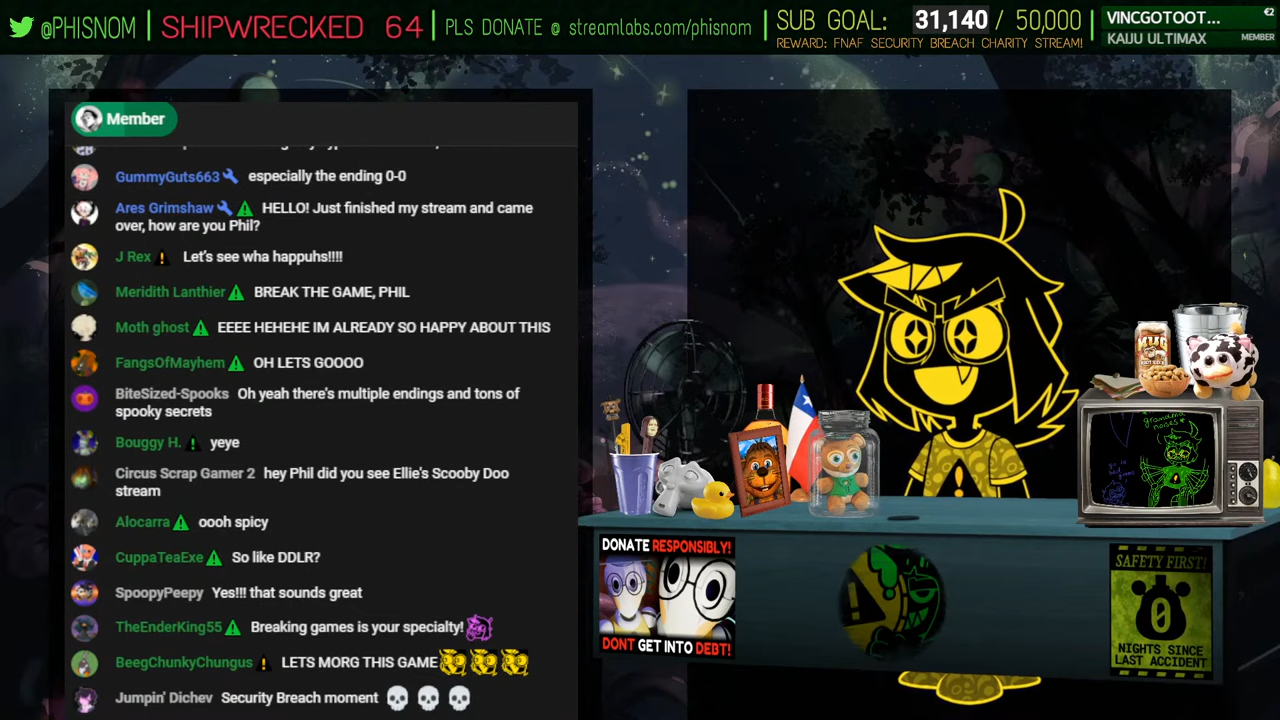 @PHISNOM | SHIPWRECKED 64 | PLS DONATE @ streamlabs.com/phisnom | SUB GOAL: 31,140 / 50,000
REWARD: FNAF SECURITY BREACH CHARITY STREAM!
VINCGOTOOT... €2
KAIJU ULTIMAX MEMBER
Member
GummyGuts663 especially the ending 0-0
Ares Grimshaw HELLO! Just finished my stream and came
over, how are you Phil?
J Rex Let's see wha happuhs!!!!
Meridith Lanthier BREAK THE GAME, PHIL
Moth ghost EEEE HEHEHE IM ALREADY SO HAPPY ABOUT THIS
FangsOfMayhem OH LETS GOOOO
BiteSized-Spooks Oh yeah there's multiple endings and tons of
spooky secrets
Bouggy H. yeye
Circus Scrap Gamer 2 hey Phil did you see Ellie's Scooby Doo
stream
Alocarra oooh spicy
CuppaTeaExe So like DDLR?
SpoopyPeepy Yes!!! that sounds great
TheEnderKing55 Breaking games is your specialty!
BeegChunkyChungus LETS MORG THIS GAME
Jumpin' Dichev Security Breach moment
MUG
*grandma
noises*
DONATE RESPONSIBLY!
DONT GET INTO DEBT!
SAFETY FIRST!
0
NIGHTS SINCE
LAST ACCIDENT